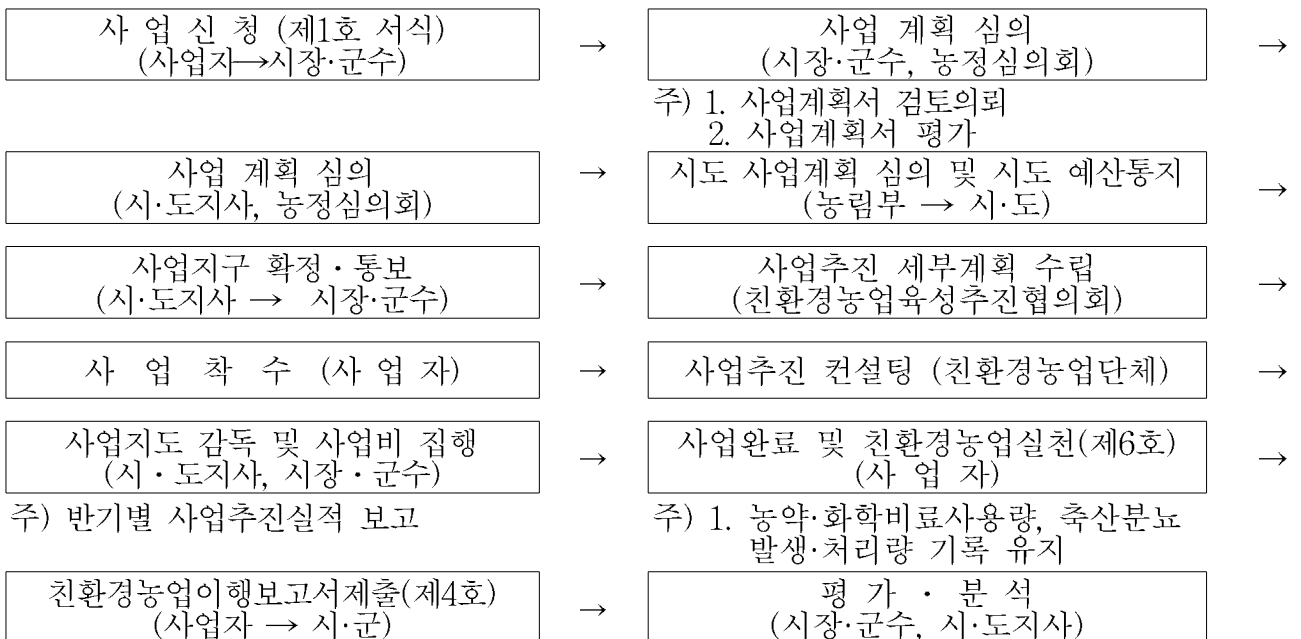 사 업 신 청 (제1호 서식)
(사업자→시장·군수)
→
사업 계획 심의
(시장·군수, 농정심의회)
→
주) 1. 사업계획서 검토의뢰
2. 사업계획서 평가
사업 계획 심의
(시·도지사, 농정심의회)
→
시도 사업계획 심의 및 시도 예산통지
(농림부 → 시·도)
→
사업지구 확정·통보
(시·도지사 → 시장·군수)
→
사업추진 세부계획 수립
(친환경농업육성추진협의회)
→
사 업 착 수 (사 업 자)
→
사업추진 컨설팅 (친환경농업단체)
→
사업지도 감독 및 사업비 집행
(시·도지사, 시장·군수)
→
사업완료 및 친환경농업실천(제6호)
(사 업 자)
→
주) 반기별 사업추진실적 보고
주) 1. 농약·화학비료사용량, 축산분뇨
발생·처리량 기록 유지
친환경농업이행보고서제출(제4호)
(사업자 → 시·군)
→
평 가 · 분 석
(시장·군수, 시·도지사)